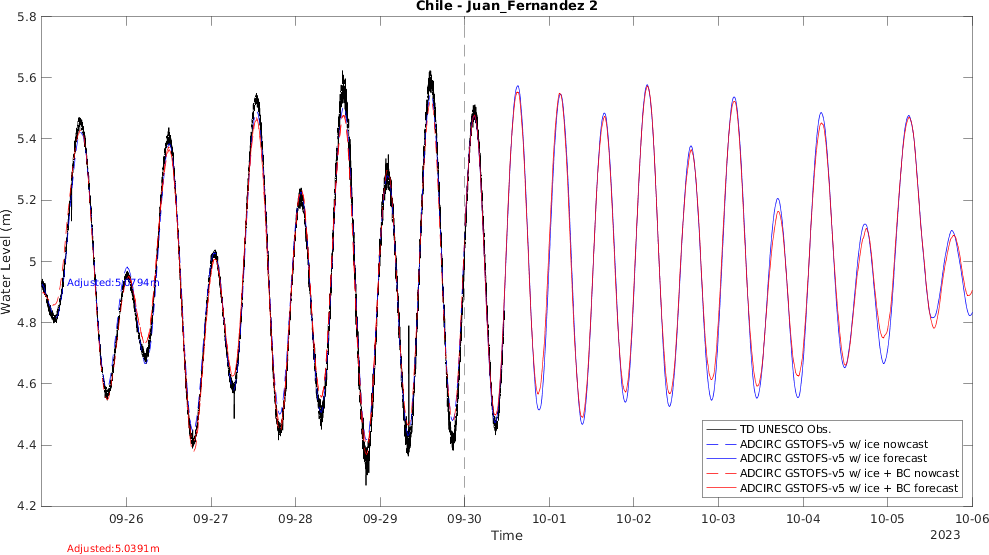 Chile - Juan_Fernandez 2
Water Level (m)
5.8
5.6
5.4
5.2
5
4.8
4.6
4.4
4.2
Adjusted:5.0794m
TD UNESCO Obs.
ADCIRC GSTOFS-v5 w/ ice nowcast
ADCIRC GSTOFS-v5 w/ ice forecast
ADCIRC GSTOFS-v5 w/ ice + BC nowcast
ADCIRC GSTOFS-v5 w/ ice + BC forecast
09-26 09-27 09-28 09-29 09-30 10-01 10-02 10-03 10-04 10-05 10-06
Time
2023
Adjusted:5.0391m